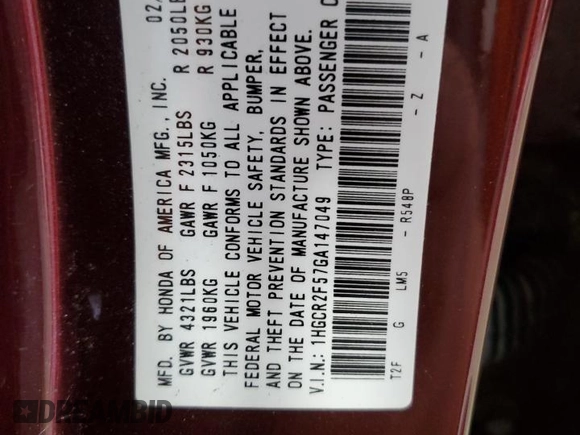 MFD. BY HONDA OF AMERICA MFG., INC. 02
GVWR 4321LBS GAWR F 2315LBS R 2050LB
GVWR 1960KG GAWR F 1050KG R 930KG
THIS VEHICLE CONFORMS TO ALL APPLICABLE
FEDERAL MOTOR VEHICLE SAFETY, BUMPER,
AND THEFT PREVENTION STANDARDS IN EFFECT
ON THE DATE OF MANUFACTURE SHOWN ABOVE.
V.I.N.: 1HGCR2F57GA147049 TYPE: PASSENGER C
T2F G LM5 - R548P - Z - A
DREAMBID